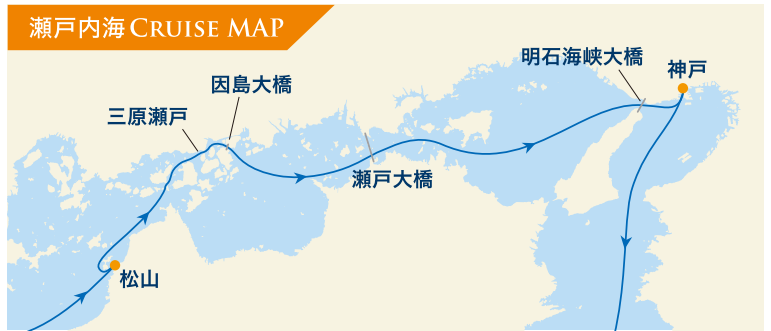 瀬戸内海 CRUISE MAP
明石海峡大橋
神戸
因島大橋
三原瀬戸
瀬戸大橋
松山